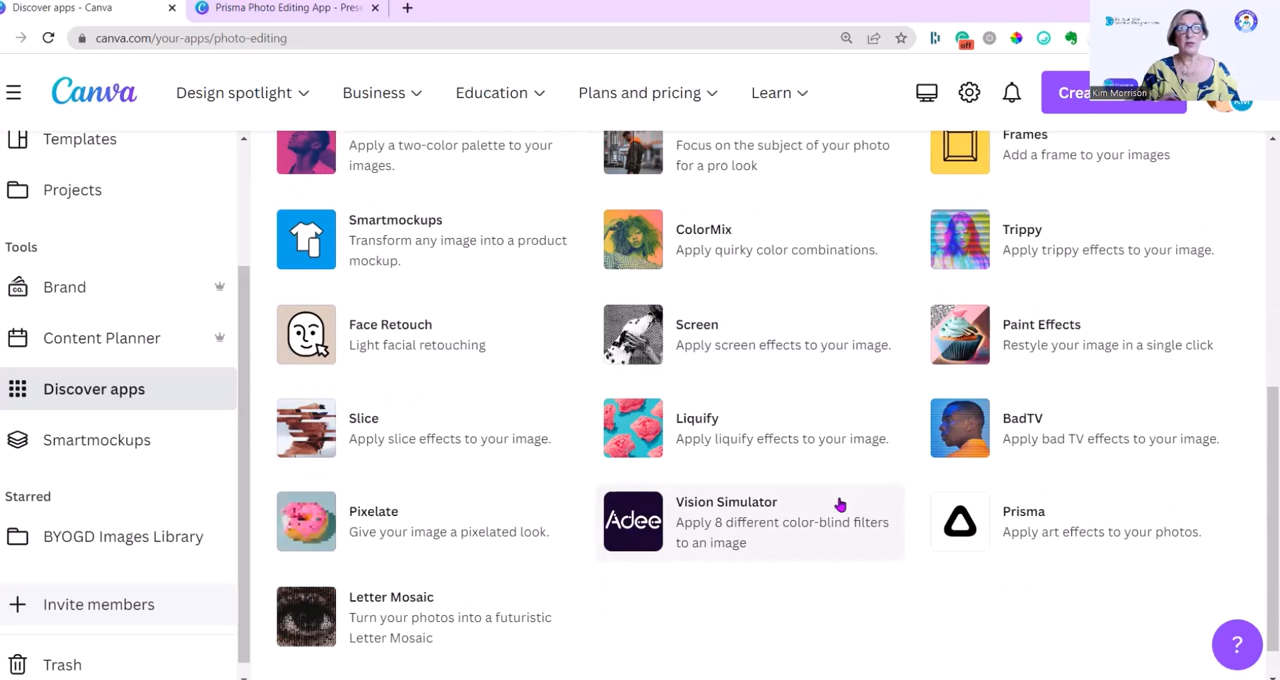 Discover apps - Canva
Prisma Photo Editing App - Pres
canva.com/your-apps/photo-editing
off
Kim Morrison
Canva
Design spotlight
Business
Education
Plans and pricing
Learn
Crea
KM
Templates
Projects
Tools
Brand
Content Planner
Discover apps
Smartmockups
Starred
BYOGD Images Library
Invite members
Trash
Apply a two-color palette to your
images.
Focus on the subject of your photo
for a pro look
Frames
Add a frame to your images
Smartmockups
Transform any image into a product
mockup.
ColorMix
Apply quirky color combinations.
Trippy
Apply trippy effects to your image.
Face Retouch
Light facial retouching
Screen
Apply screen effects to your image.
Paint Effects
Restyle your image in a single click
Slice
Apply slice effects to your image.
Liquify
Apply liquify effects to your image.
BadTV
Apply bad TV effects to your image.
Pixelate
Give your image a pixelated look.
Adee
Vision Simulator
Apply 8 different color-blind filters
to an image
Prisma
Apply art effects to your photos.
Letter Mosaic
Turn your photos into a futuristic
Letter Mosaic
?